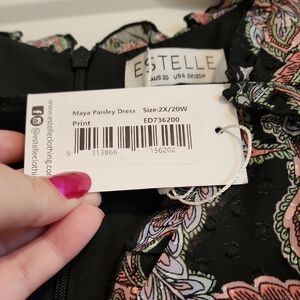 ESTELLE
AUS 20 US & 2X/20W
Maya Paisley Dress Size:2X/20W
Print ED736200
9 313866 156202
www.estelleclothing.com
@estelleclothing